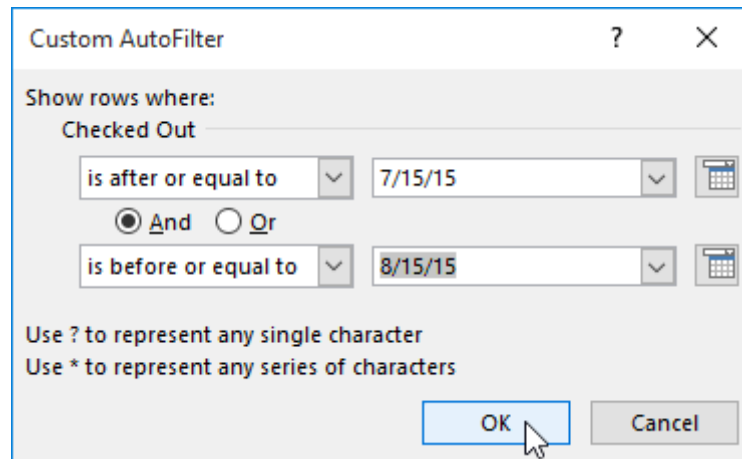 Custom AutoFilter ?
Show rows where:
Checked Out
is after or equal to 7/15/15
And Or
is before or equal to 8/15/15
Use ? to represent any single character
Use * to represent any series of characters
OK Cancel